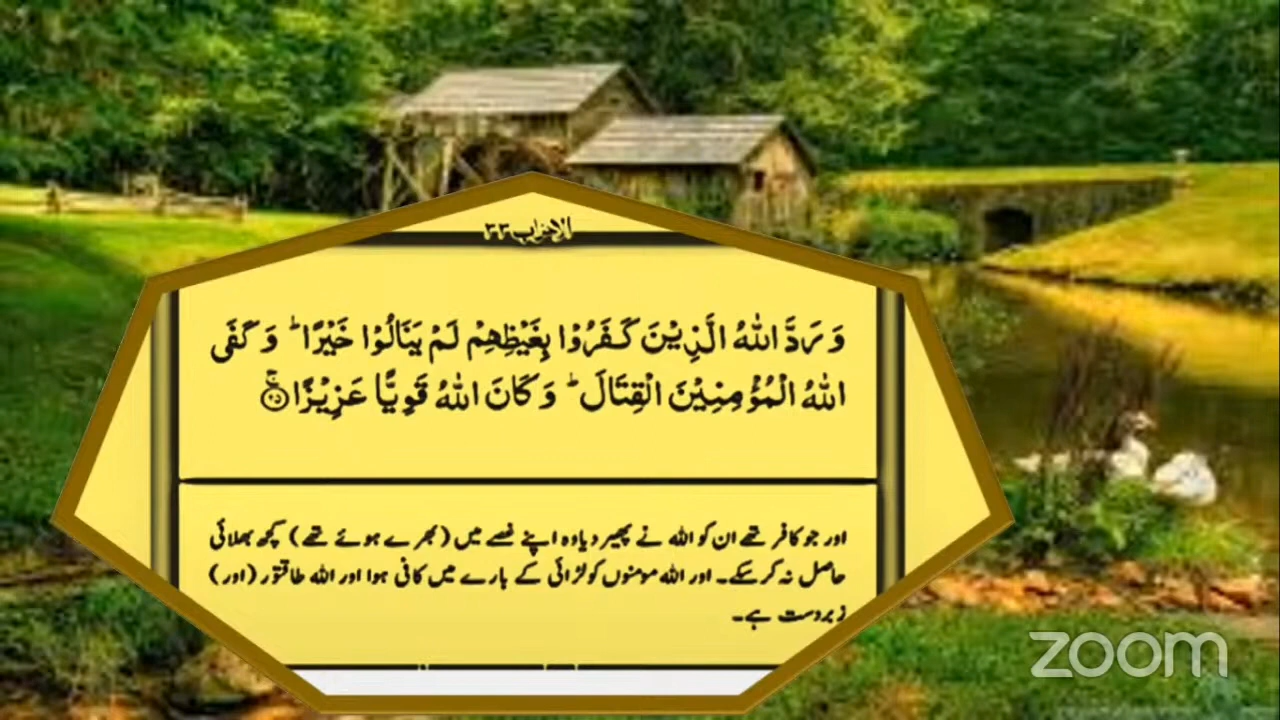 الاحزاب ۳۳
وَ رَدَّ اللّٰهُ الَّذِیْنَ كَفَرُوْا بِغَیْظِهِمْ لَمْ یَنَالُوْا خَیْرًا ؕ وَ كَفَی
اللّٰهُ الْمُؤْمِنِیْنَ الْقِتَالَ ؕ وَ كَانَ اللّٰهُ قَوِیًّا عَزِیْزًا ۚ۝۲۵
اور جو کافر تھے ان کو اللہ نے پھیر دیا وہ اپنے غصے میں (بھرے ہوئے تھے) کچھ بھلائی
حاصل نہ کر سکے۔ اور اللہ مومنوں کو لڑائی کے بارے میں کافی ہوا اور اللہ طاقتور (اور)
زبردست ہے۔
zoom